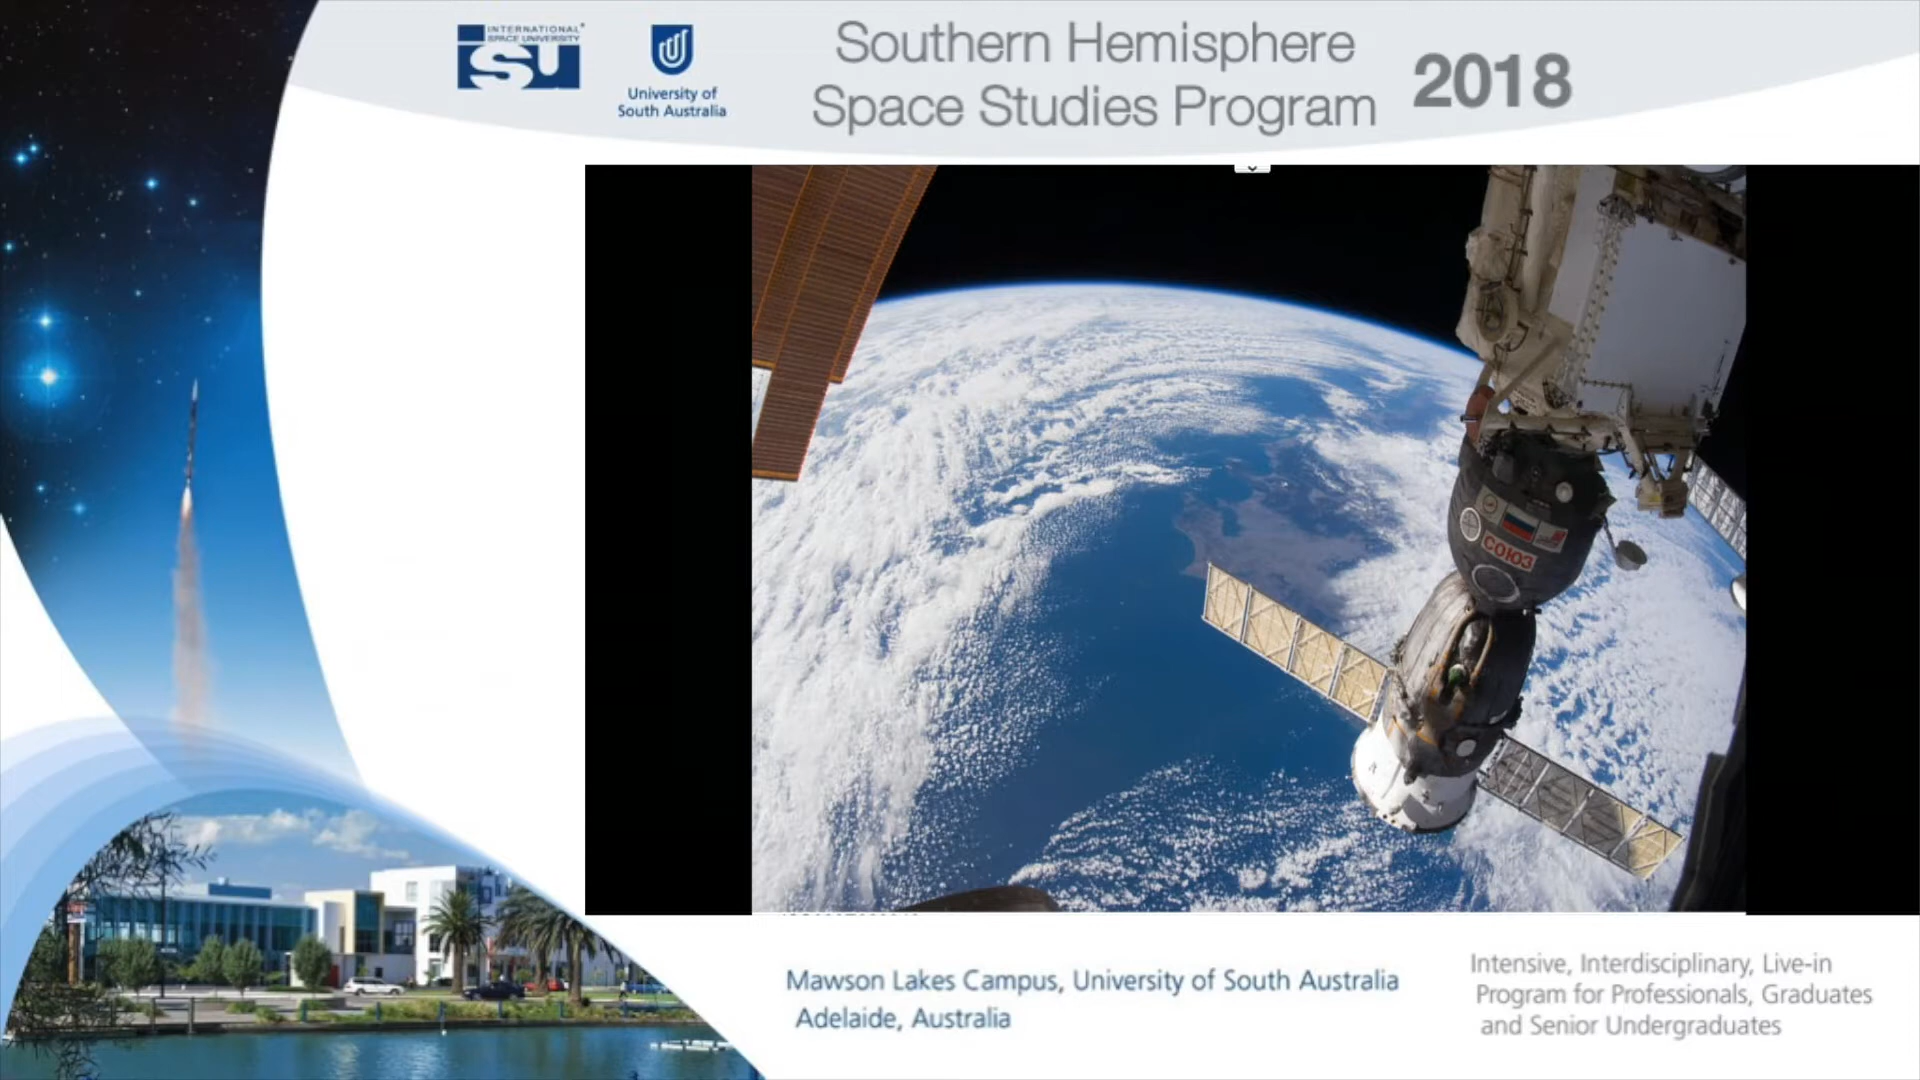 INTERNATIONAL
SPACE UNIVERSITY
ISU
University of
South Australia
Southern Hemisphere
Space Studies Program
2018
СОЮЗ
Mawson Lakes Campus, University of South Australia
Adelaide, Australia
Intensive, Interdisciplinary, Live-in
Program for Professionals, Graduates
and Senior Undergraduates